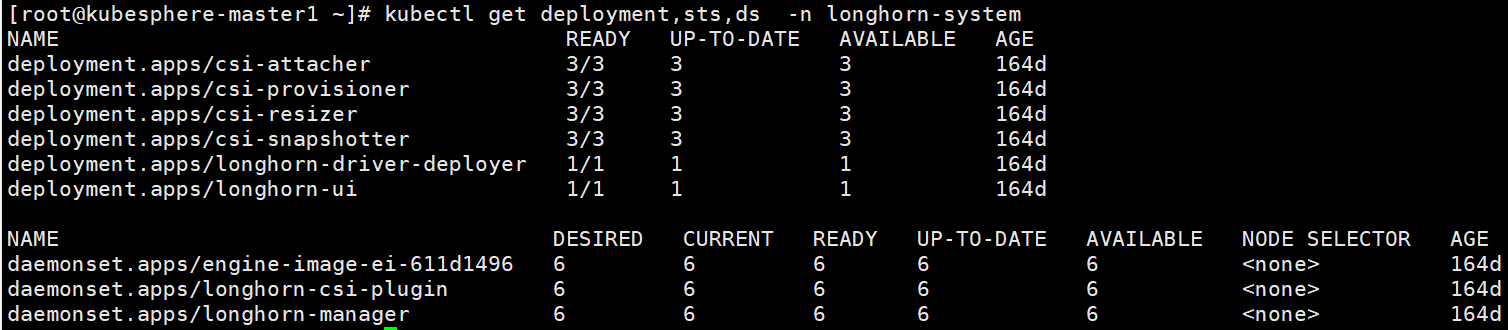 [root@kubesphere-master1 ~]# kubectl get deployment,sts,ds  -n longhorn-system
NAME                                       READY   UP-TO-DATE   AVAILABLE   AGE
deployment.apps/csi-attacher               3/3     3            3           164d
deployment.apps/csi-provisioner            3/3     3            3           164d
deployment.apps/csi-resizer                3/3     3            3           164d
deployment.apps/csi-snapshotter            3/3     3            3           164d
deployment.apps/longhorn-driver-deployer   1/1     1            1           164d
deployment.apps/longhorn-ui                1/1     1            1           164d

NAME                                      DESIRED   CURRENT   READY   UP-TO-DATE   AVAILABLE   NODE SELECTOR   AGE
daemonset.apps/engine-image-ei-611d1496   6         6         6       6            6           <none>          164d
daemonset.apps/longhorn-csi-plugin        6         6         6       6            6           <none>          164d
daemonset.apps/longhorn-manager           6         6         6       6            6           <none>          164d